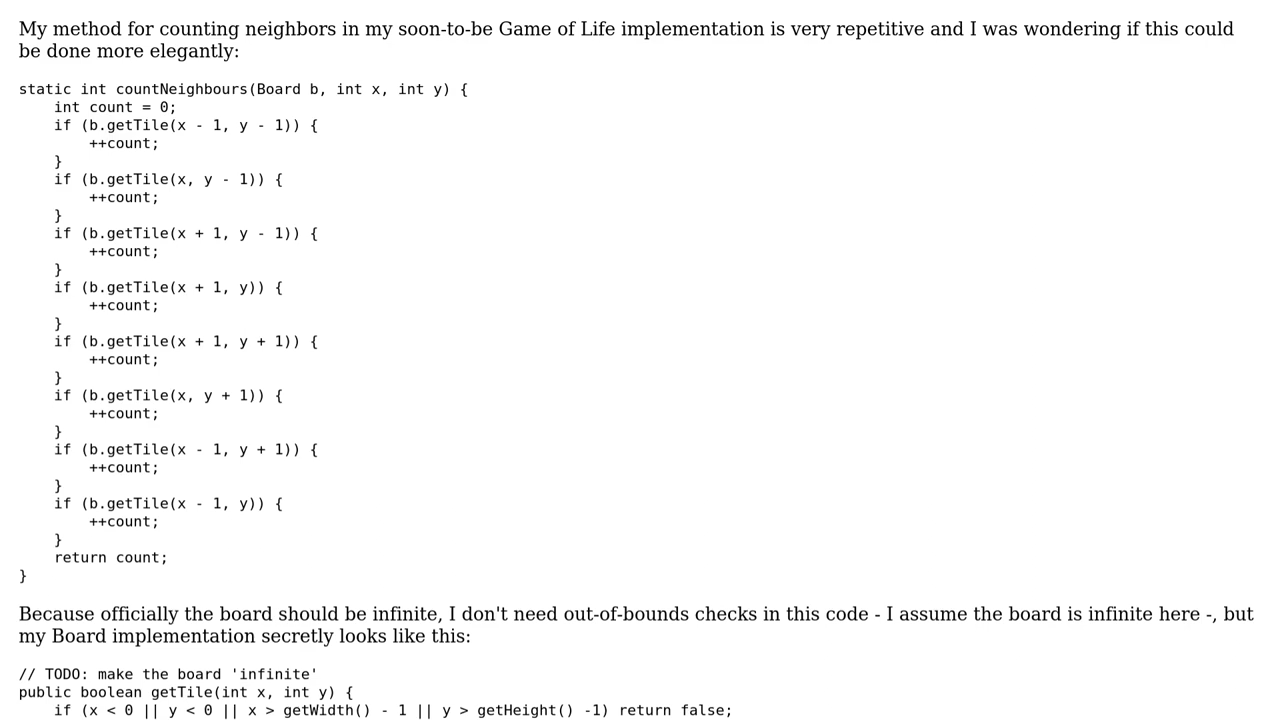 My method for counting neighbors in my soon-to-be Game of Life implementation is very repetitive and I was wondering if this could
be done more elegantly:
static int countNeighbours(Board b, int x, int y) {
    int count = 0;
    if (b.getTile(x - 1, y - 1)) {
        ++count;
    }
    if (b.getTile(x, y - 1)) {
        ++count;
    }
    if (b.getTile(x + 1, y - 1)) {
        ++count;
    }
    if (b.getTile(x + 1, y)) {
        ++count;
    }
    if (b.getTile(x + 1, y + 1)) {
        ++count;
    }
    if (b.getTile(x, y + 1)) {
        ++count;
    }
    if (b.getTile(x - 1, y + 1)) {
        ++count;
    }
    if (b.getTile(x - 1, y)) {
        ++count;
    }
    return count;
}
Because officially the board should be infinite, I don't need out-of-bounds checks in this code - I assume the board is infinite here -, but
my Board implementation secretly looks like this:
// TODO: make the board 'infinite'
public boolean getTile(int x, int y) {
    if (x < 0 || y < 0 || x > getWidth() - 1 || y > getHeight() -1) return false;